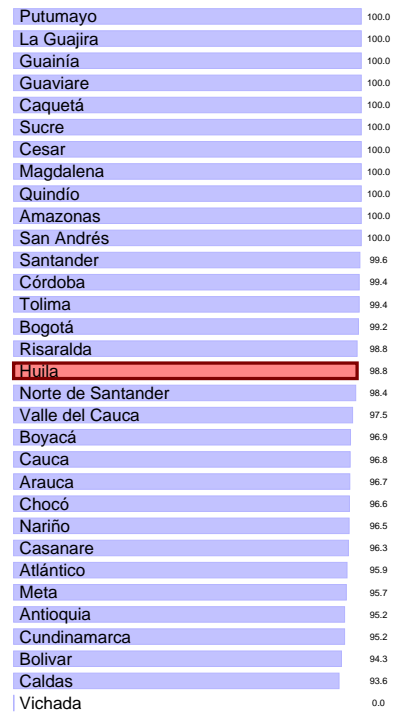 Putumayo 100.0
La Guajira 100.0
Guainía 100.0
Guaviare 100.0
Caquetá 100.0
Sucre 100.0
Cesar 100.0
Magdalena 100.0
Quindío 100.0
Amazonas 100.0
San Andrés 100.0
Santander 99.6
Córdoba 99.4
Tolima 99.4
Bogotá 99.2
Risaralda 98.8
Huila 98.8
Norte de Santander 98.4
Valle del Cauca 97.5
Boyacá 96.9
Cauca 96.8
Arauca 96.7
Chocó 96.6
Nariño 96.5
Casanare 96.3
Atlántico 95.9
Meta 95.7
Antioquia 95.2
Cundinamarca 95.2
Bolivar 94.3
Caldas 93.6
Vichada 0.0